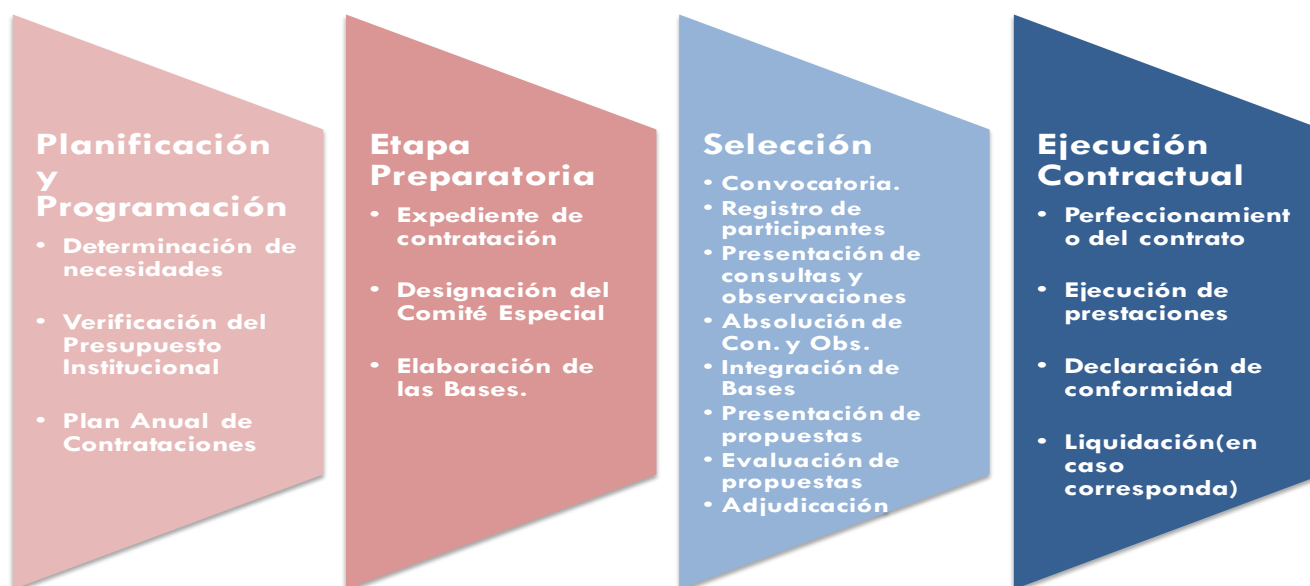 Planificación
y
Programación
• Determinación de
necesidades
• Verificación del
Presupuesto
Institucional
• Plan Anual de
Contrataciones
Etapa
Preparatoria
• Expediente de
contratación
• Designación del
Comité Especial
• Elaboración de
las Bases.
Selección
• Convocatoria.
• Registro de
participantes
• Presentación de
consultas y
observaciones
• Absolución de
Con. y Obs.
• Integración de
Bases
• Presentación de
propuestas
• Evaluación de
propuestas
• Adjudicación
Ejecución
Contractual
• Perfeccionamient
o del contrato
• Ejecución de
prestaciones
• Declaración de
conformidad
• Liquidación(en
caso
corresponda)